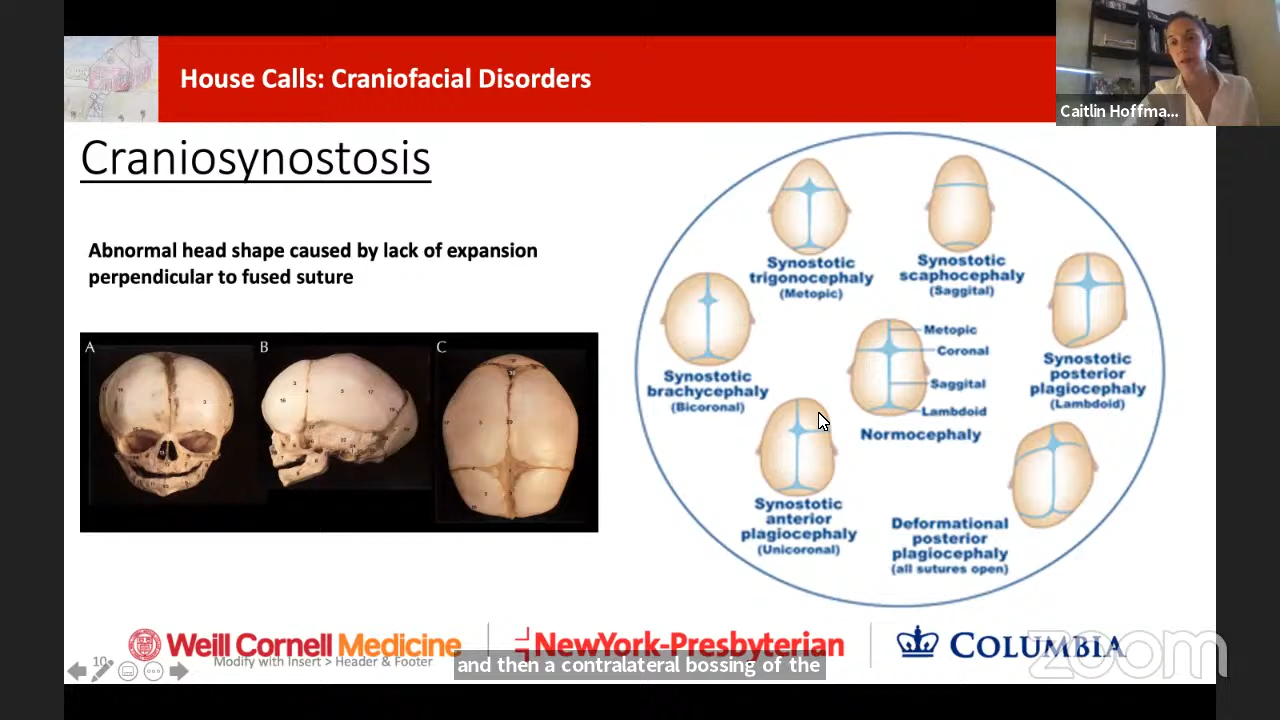 House Calls: Craniofacial Disorders
Caitlin Hoffma...
Craniosynostosis
Abnormal head shape caused by lack of expansion
perpendicular to fused suture
A
B
C
Synostotic
trigonocephaly
(Metopic)
Synostotic
scaphocephaly
(Saggital)
Synostotic
brachycephaly
(Bicoronal)
Metopic
Coronal
Saggital
Lambdoid
Normocephaly
Synostotic
posterior
plagiocephaly
(Lambdoid)
Synostotic
anterior
plagiocephaly
(Unicoronal)
Deformational
posterior
plagiocephaly
(all sutures open)
Weill Cornell Medicine
NewYork-Presbyterian
COLUMBIA
zoom
10
Modify with Insert > Header & Footer
and then a contralateral bossing of the